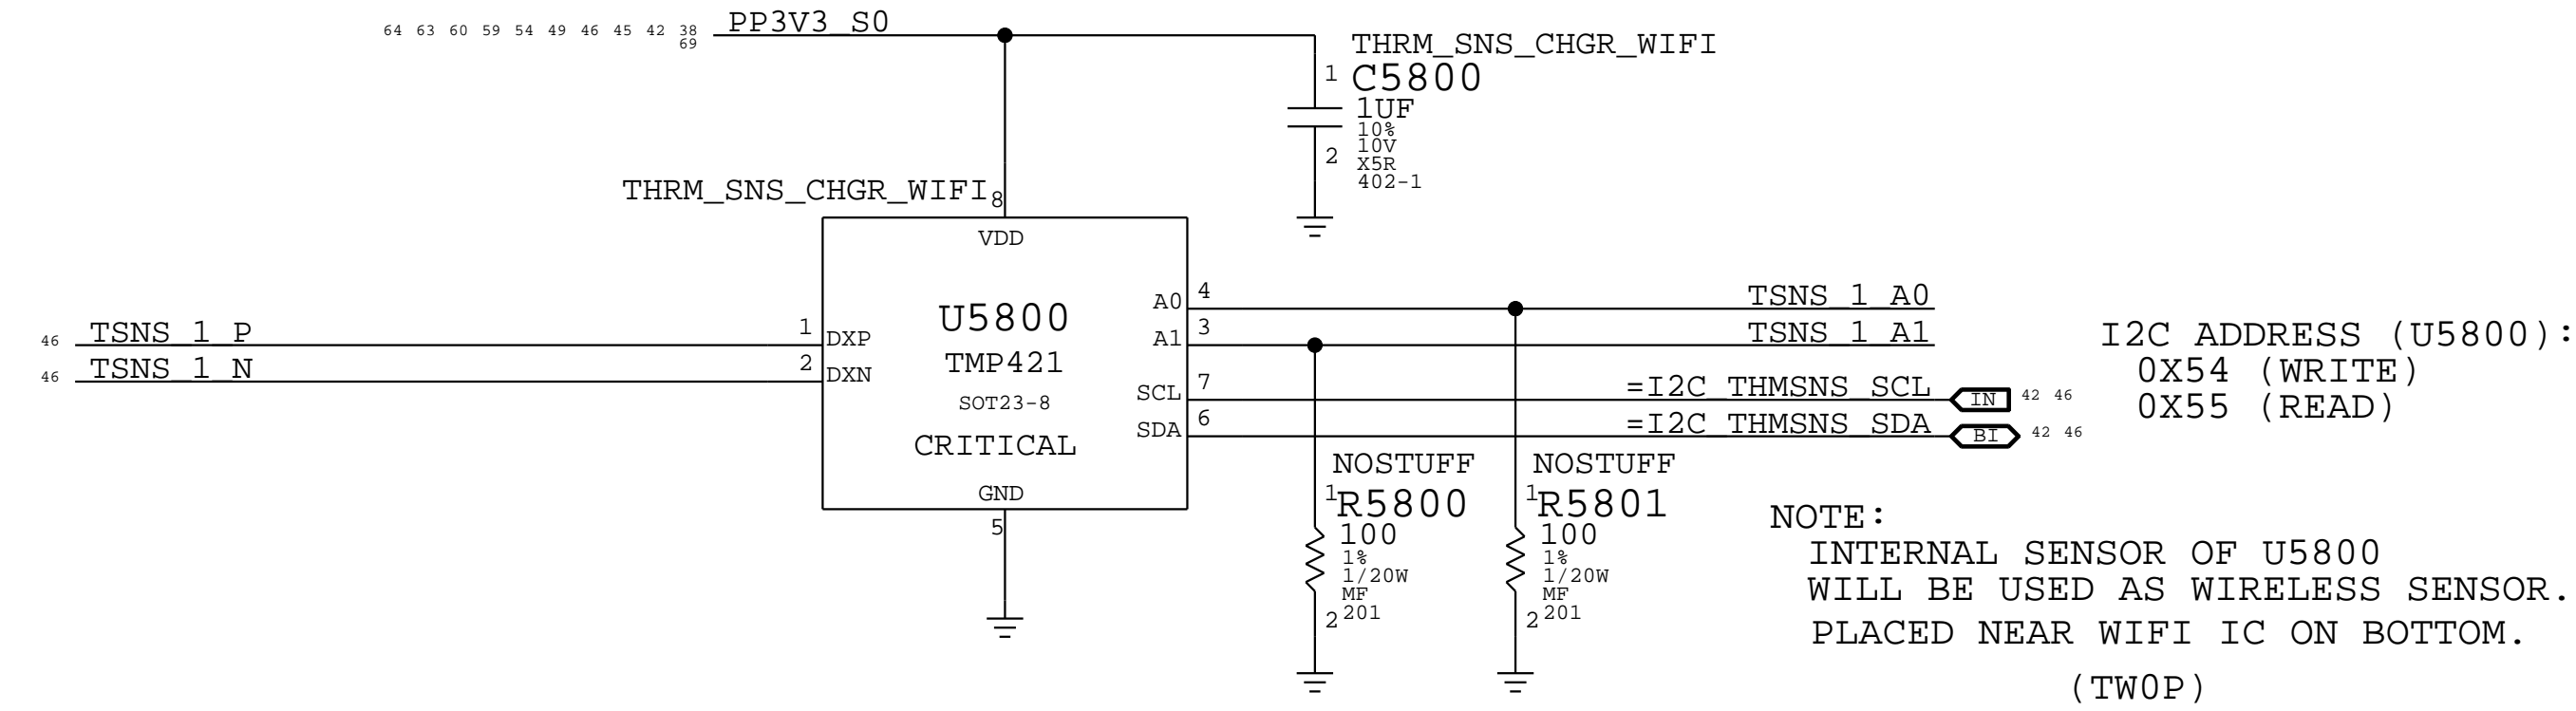 64 63 60 59 54 49 46 45 42 38
69
PP3V3_S0
THRM_SNS_CHGR_WIFI
1
C5800
1UF
10%
10V
X5R
402-1
2
THRM_SNS_CHGR_WIFI
8
VDD
U5800
TMP421
SOT23-8
CRITICAL
GND
5
46 TSNS_1_P
1
DXP
46 TSNS_1_N
2
DXN
A0
4
TSNS_1_A0
A1
3
TSNS_1_A1
SCL
7
=I2C_THMSNS_SCL
IN
42 46
SDA
6
=I2C_THMSNS_SDA
BI
42 46
I2C ADDRESS (U5800):
0X54 (WRITE)
0X55 (READ)
NOSTUFF
1
R5800
100
1%
1/20W
MF
201
2
NOSTUFF
1
R5801
100
1%
1/20W
MF
201
2
NOTE:
INTERNAL SENSOR OF U5800
WILL BE USED AS WIRELESS SENSOR.
PLACED NEAR WIFI IC ON BOTTOM.
(TW0P)